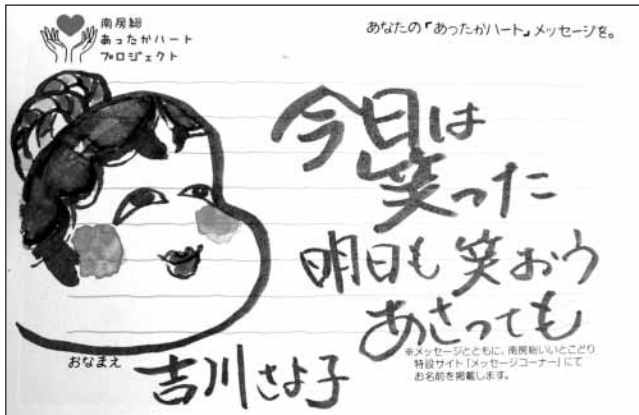 南房総
あったかハート
プロジェクト
あなたの「あったかハート」メッセージを。
今日は
笑った
明日も笑おう
あさっても
おなまえ
吉川さよ子
※メッセージとともに、南房総いいとこどり
特設サイト「メッセージコーナー」にて
お名前を掲載します。